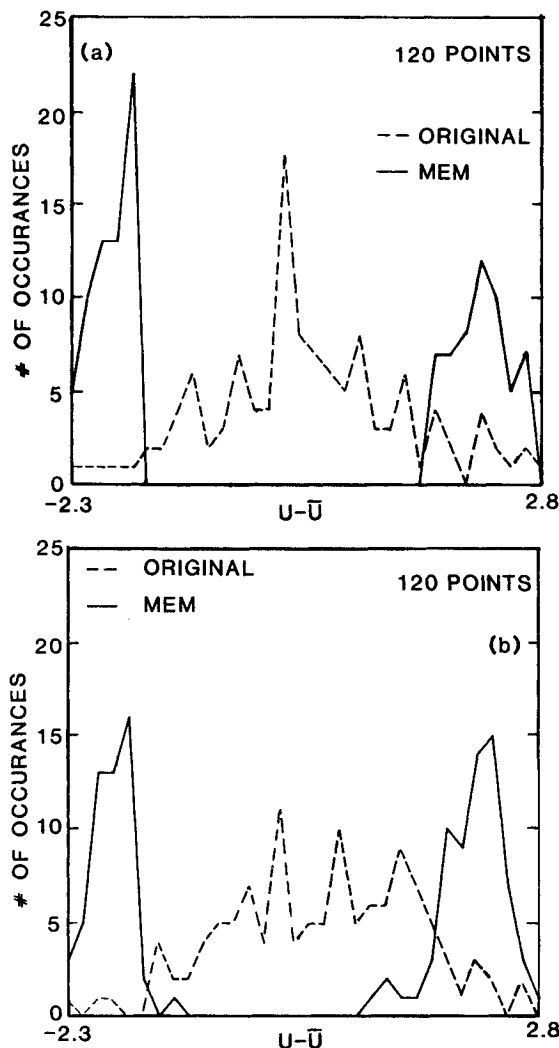 25
(a)
120 POINTS
20
--- ORIGINAL
— MEM
15
10
5
0
# OF OCCURANCES
-2.3
U-Ū
2.8
25
--- ORIGINAL
120 POINTS
— MEM
20
(b)
15
10
5
0
# OF OCCURANCES
-2.3
U-Ū
2.8